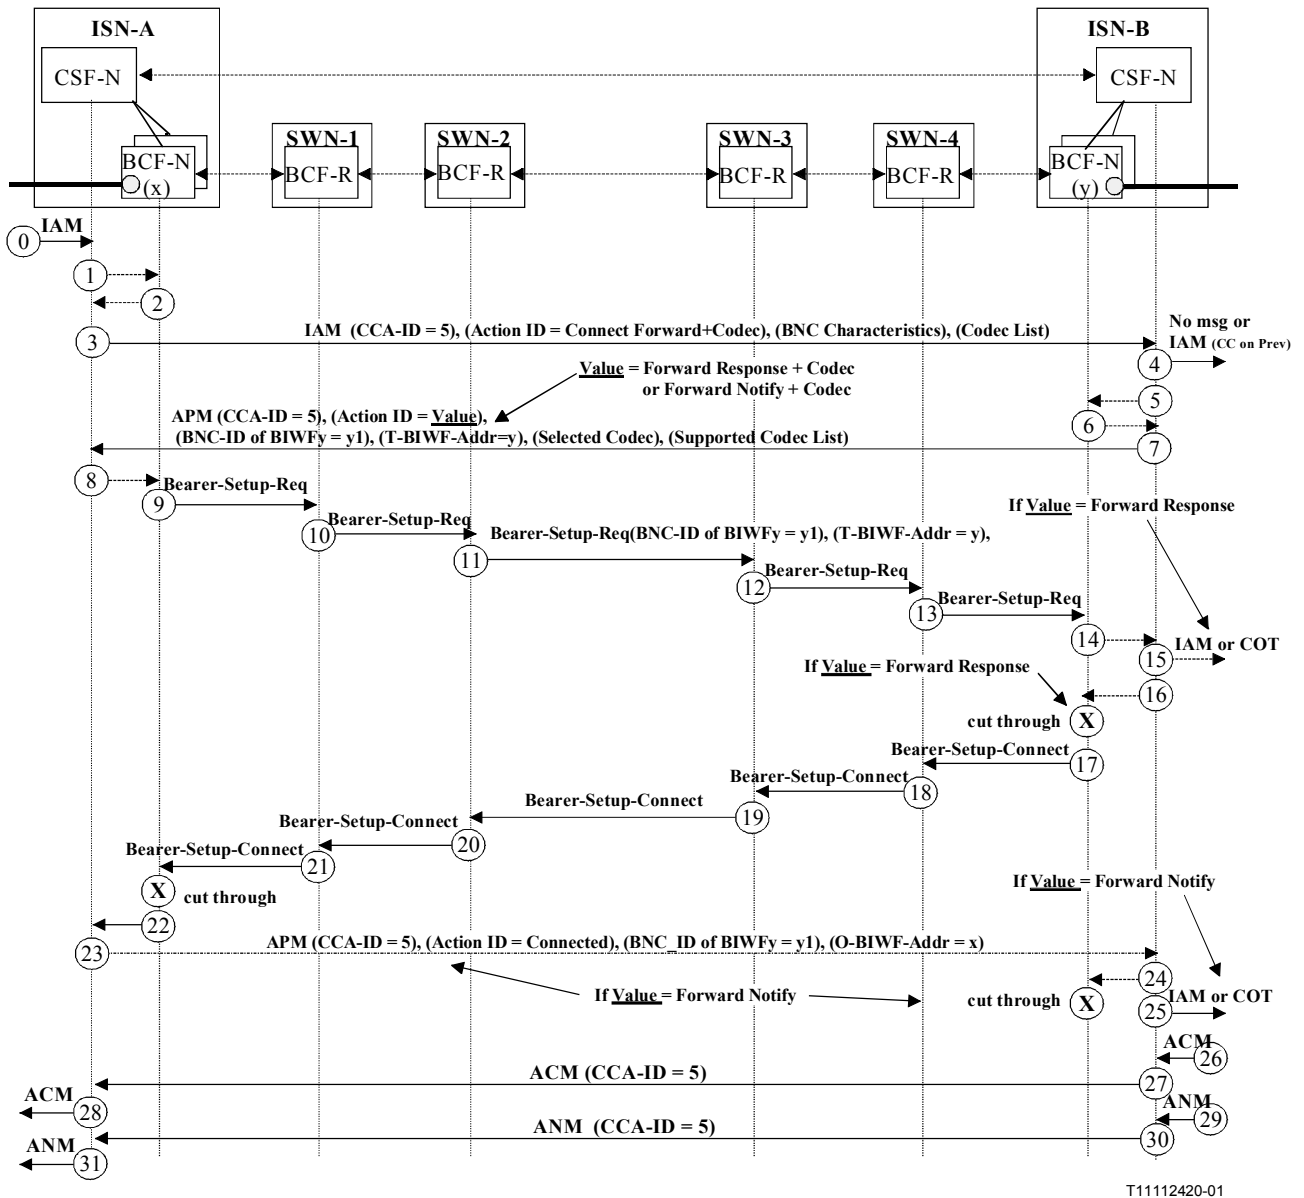 ISN-A
ISN-B
CSF-N
CSF-N
SWN-1
SWN-2
SWN-3
SWN-4
BCF-N
(x)
BCF-R
BCF-R
BCF-R
BCF-R
BCF-N
(y)
0
IAM
1
2
3
IAM (CCA-ID = 5), (Action ID = Connect Forward+Codec), (BNC Characteristics), (Codec List)
No msg or
IAM (CC on Prev)
4
Value = Forward Response + Codec
or Forward Notify + Codec
5
APM (CCA-ID = 5), (Action ID = Value),
6
(BNC-ID of BIWFy = y1), (T-BIWF-Addr=y), (Selected Codec), (Supported Codec List)
7
8
Bearer-Setup-Req
9
If Value = Forward Response
Bearer-Setup-Req
10
Bearer-Setup-Req(BNC-ID of BIWFy = y1), (T-BIWF-Addr = y),
11
Bearer-Setup-Req
12
Bearer-Setup-Req
13
14
IAM or COT
15
If Value = Forward Response
16
cut through
X
Bearer-Setup-Connect
17
Bearer-Setup-Connect
18
Bearer-Setup-Connect
19
Bearer-Setup-Connect
20
Bearer-Setup-Connect
21
If Value = Forward Notify
X
cut through
22
APM (CCA-ID = 5), (Action ID = Connected), (BNC_ID of BIWFy = y1), (O-BIWF-Addr = x)
23
24
If Value = Forward Notify
cut through
X
IAM or COT
25
ACM
26
ACM (CCA-ID = 5)
27
ACM
28
ANM
29
ANM (CCA-ID = 5)
30
ANM
31
T11112420-01